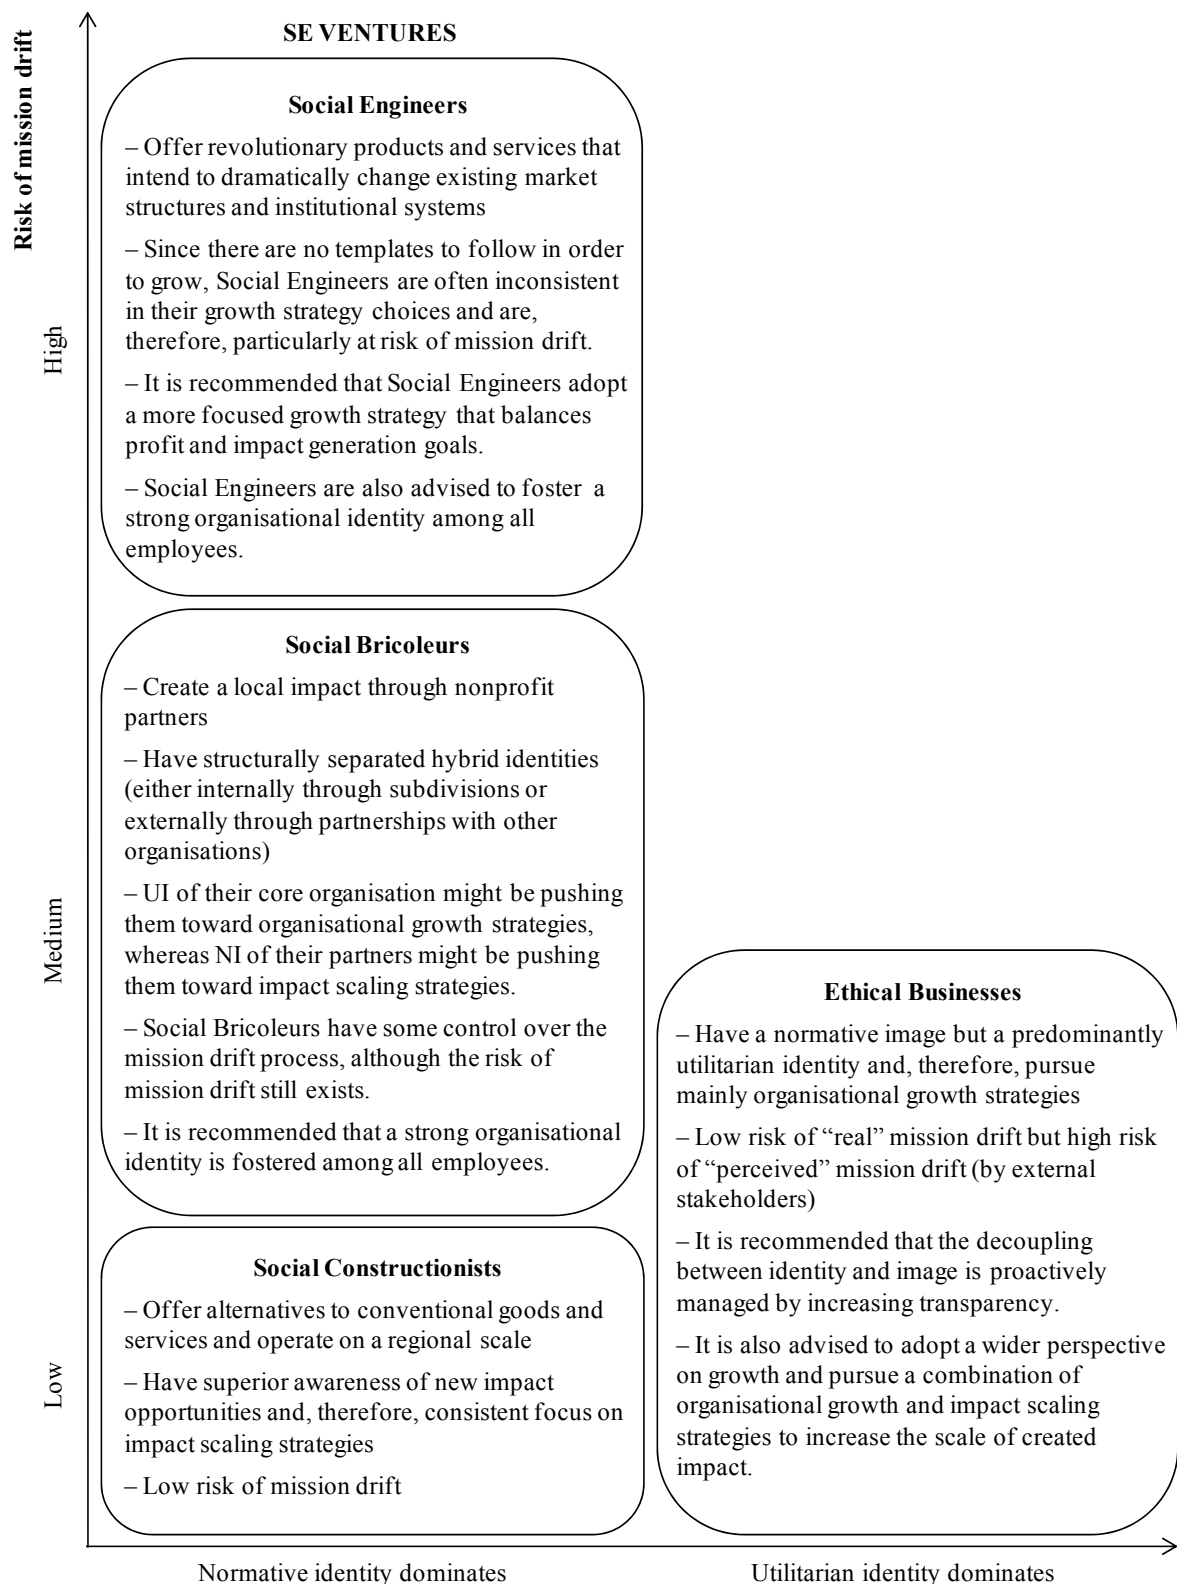 Risk of mission drift
SE VENTURES
High
Social Engineers
– Offer revolutionary products and services that
intend to dramatically change existing market
structures and institutional systems
– Since there are no templates to follow in order
to grow, Social Engineers are often inconsistent
in their growth strategy choices and are,
therefore, particularly at risk of mission drift.
– It is recommended that Social Engineers adopt
a more focused growth strategy that balances
profit and impact generation goals.
– Social Engineers are also advised to foster a
strong organisational identity among all
employees.
Medium
Social Bricoleurs
– Create a local impact through nonprofit
partners
– Have structurally separated hybrid identities
(either internally through subdivisions or
externally through partnerships with other
organisations)
– UI of their core organisation might be pushing
them toward organisational growth strategies,
whereas NI of their partners might be pushing
them toward impact scaling strategies.
– Social Bricoleurs have some control over the
mission drift process, although the risk of
mission drift still exists.
– It is recommended that a strong organisational
identity is fostered among all employees.
Low
Social Constructionists
– Offer alternatives to conventional goods and
services and operate on a regional scale
– Have superior awareness of new impact
opportunities and, therefore, consistent focus on
impact scaling strategies
– Low risk of mission drift
Ethical Businesses
– Have a normative image but a predominantly
utilitarian identity and, therefore, pursue
mainly organisational growth strategies
– Low risk of “real” mission drift but high risk
of “perceived” mission drift (by external
stakeholders)
– It is recommended that the decoupling
between identity and image is proactively
managed by increasing transparency.
– It is also advised to adopt a wider perspective
on growth and pursue a combination of
organisational growth and impact scaling
strategies to increase the scale of created
impact.
Normative identity dominates
Utilitarian identity dominates